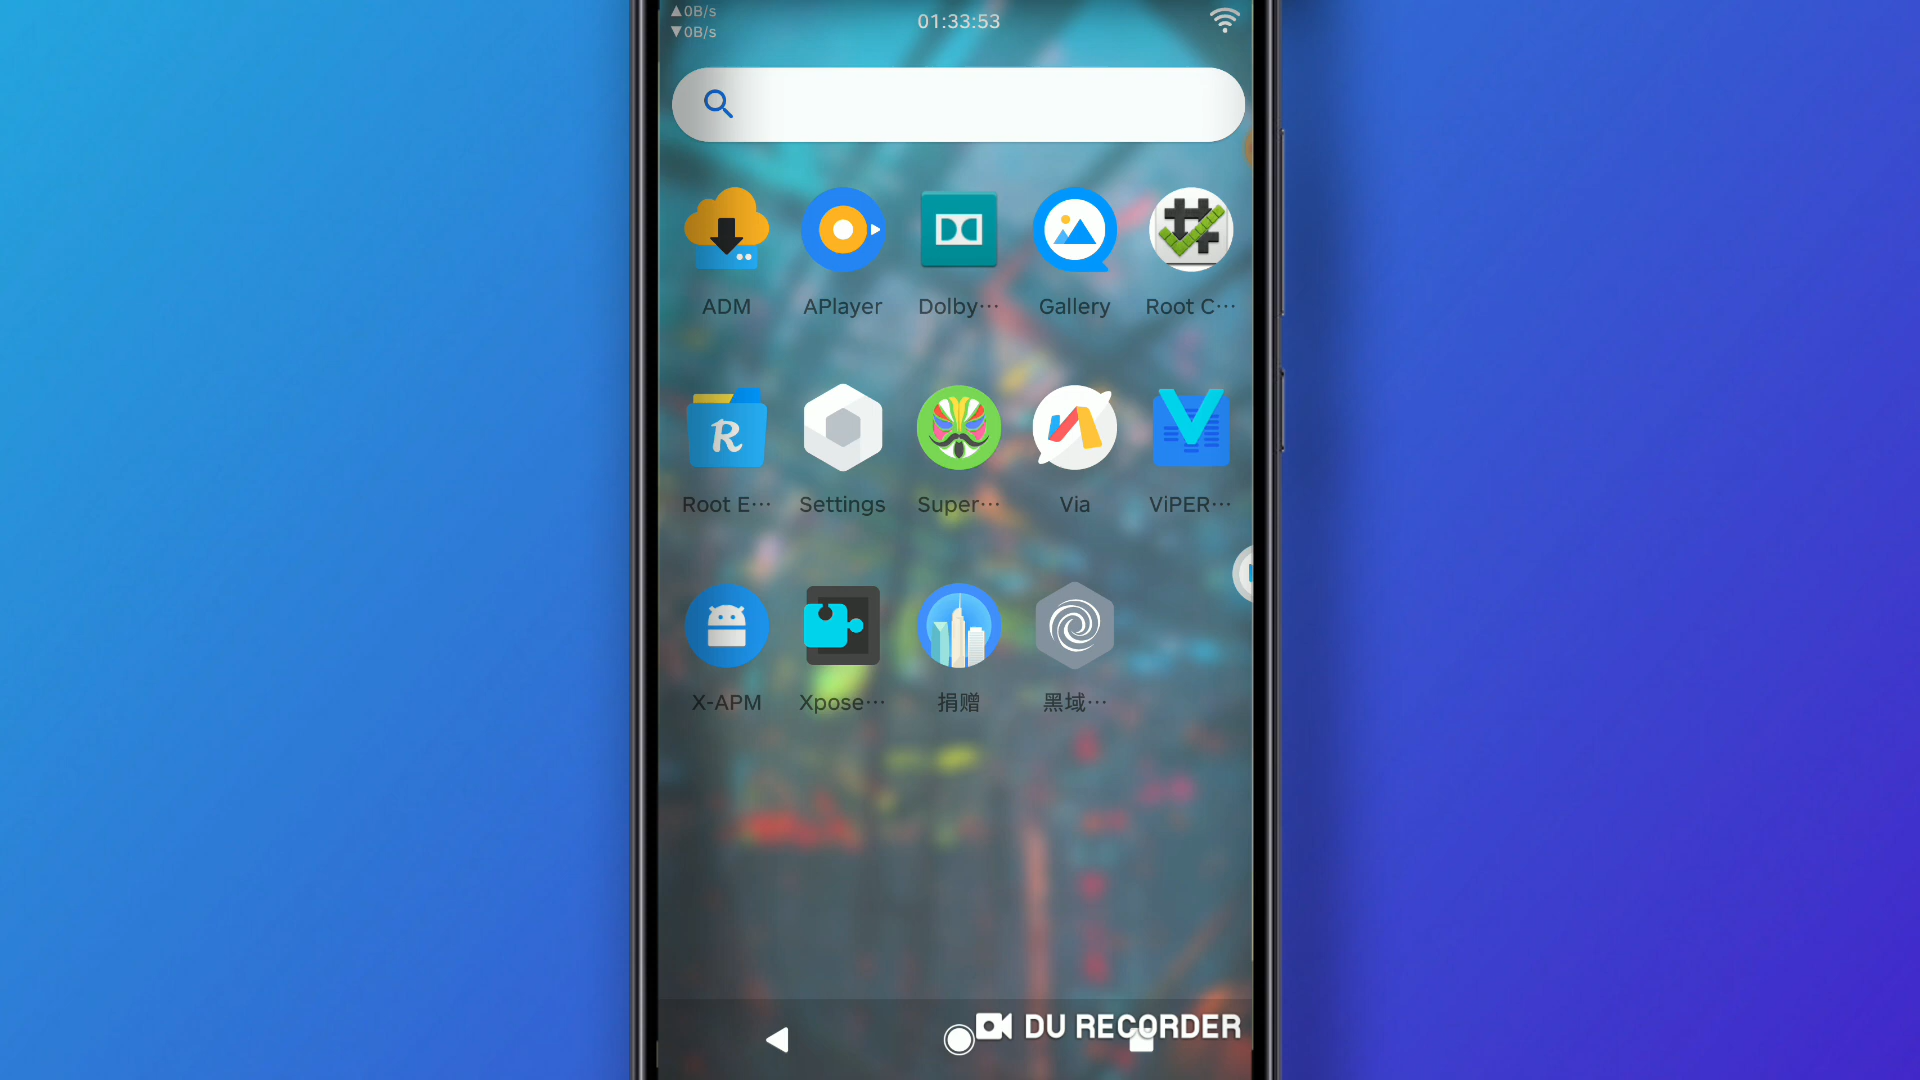 ▲0B/s
▼0B/s
01:33:53
ADM
APlayer
Dolby…
Gallery
Root C…
R
Root E…
Settings
Super…
Via
ViPER…
X-APM
Xpose…
捐赠
黑域…
DU RECORDER